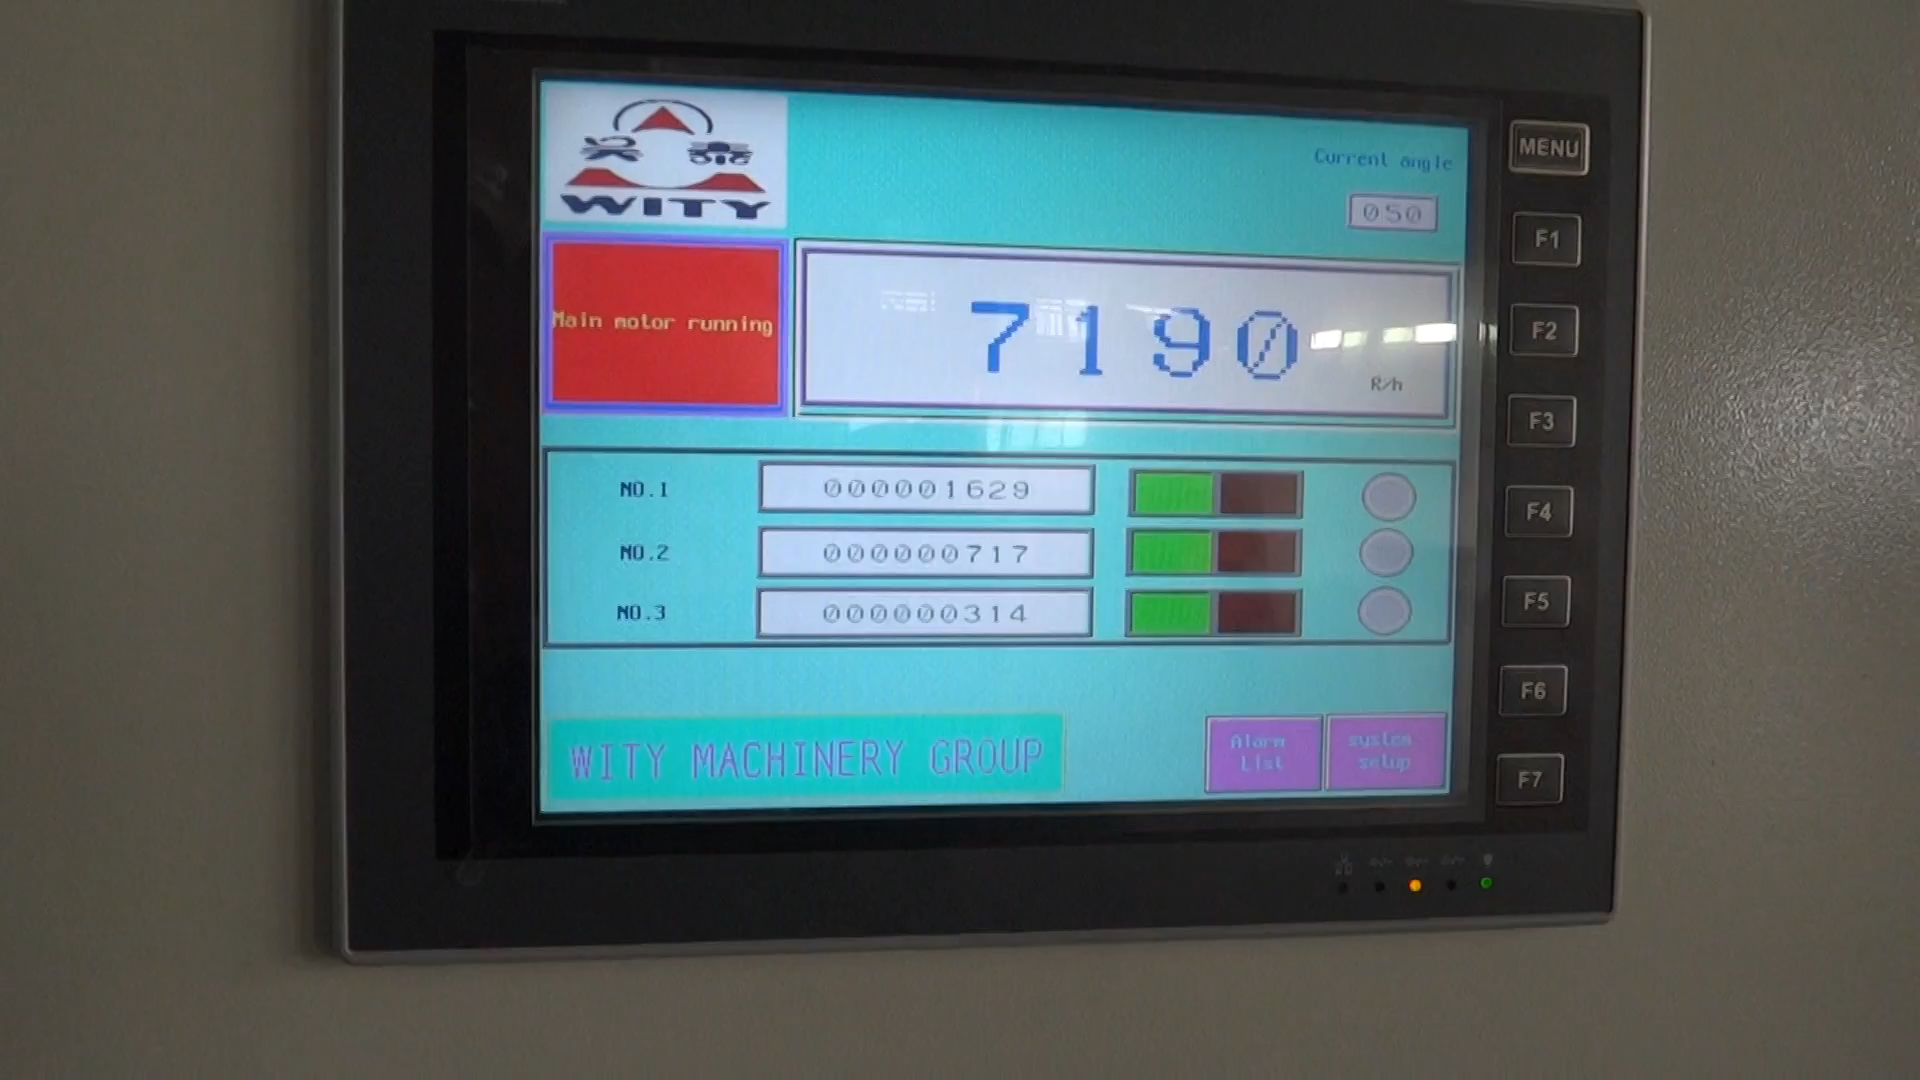 WITY
Current angle
050
Main motor running
7190
R/h
NO.1 000001629
NO.2 000000717
NO.3 000000314
WITY MACHINERY GROUP
Alarm
List
system
setup
MENU
F1
F2
F3
F4
F5
F6
F7